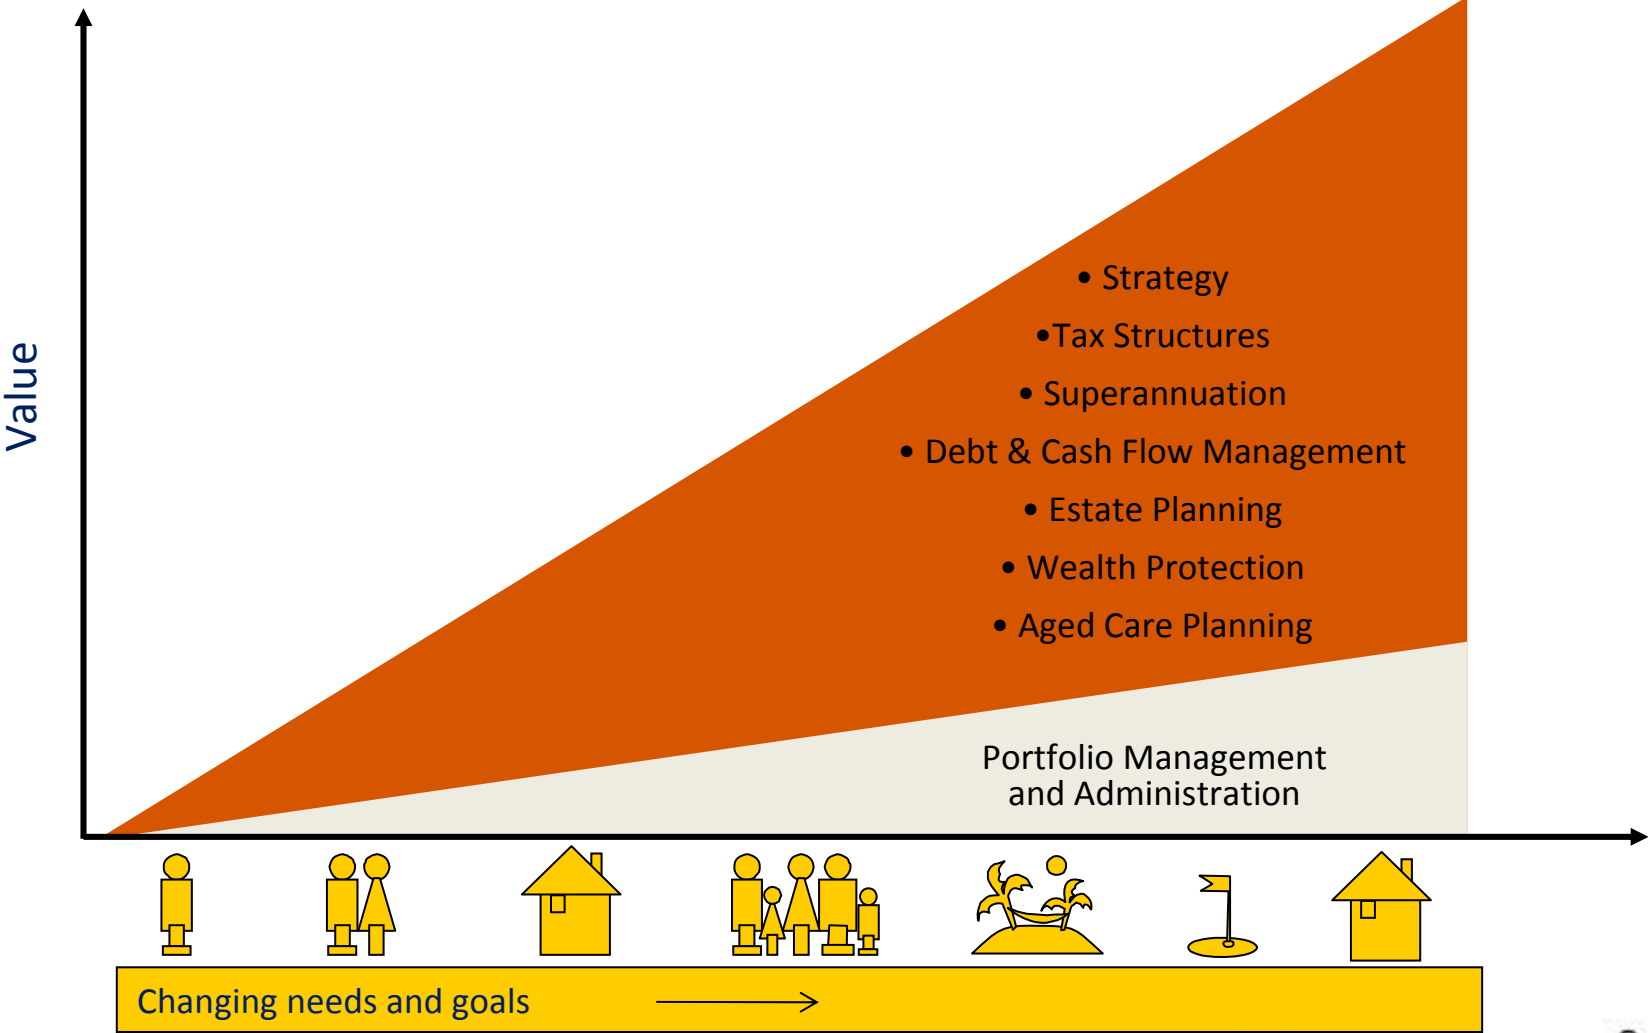 Value
• Strategy
•Tax Structures
• Superannuation
• Debt & Cash Flow Management
• Estate Planning
• Wealth Protection
• Aged Care Planning
Portfolio Management
and Administration
Changing needs and goals